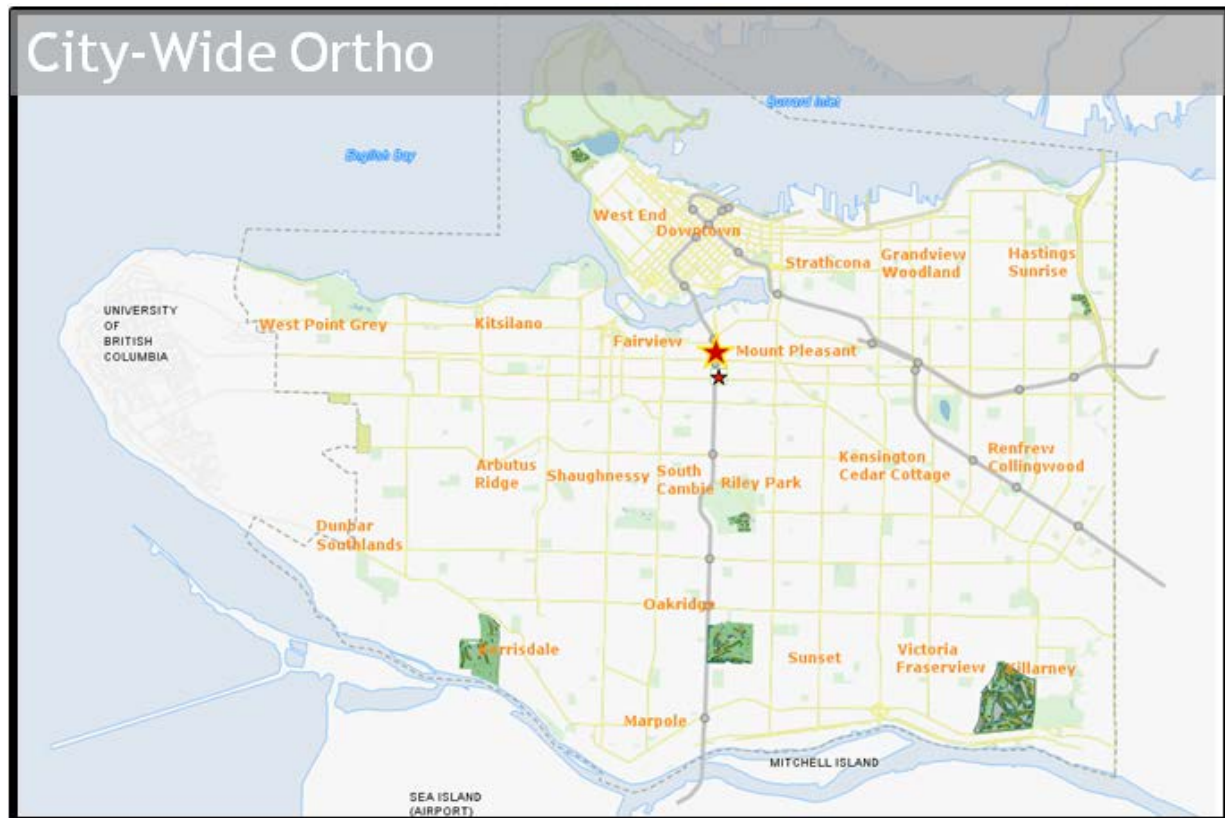 City-Wide Ortho
Burrard Inlet
English Bay
West End
Downtown
Strathcona
Grandview
Woodland
Hastings
Sunrise
UNIVERSITY
OF
BRITISH
COLUMBIA
West Point Grey
Kitsilano
Fairview
Mount Pleasant
Arbutus
Ridge
Shaughnessy
South
Cambie
Riley Park
Kensington
Cedar Cottage
Renfrew
Collingwood
Dunbar
Southlands
Oakridge
Kerrisdale
Sunset
Victoria
Fraserview
Killarney
Marpole
MITCHELL ISLAND
SEA ISLAND
(AIRPORT)